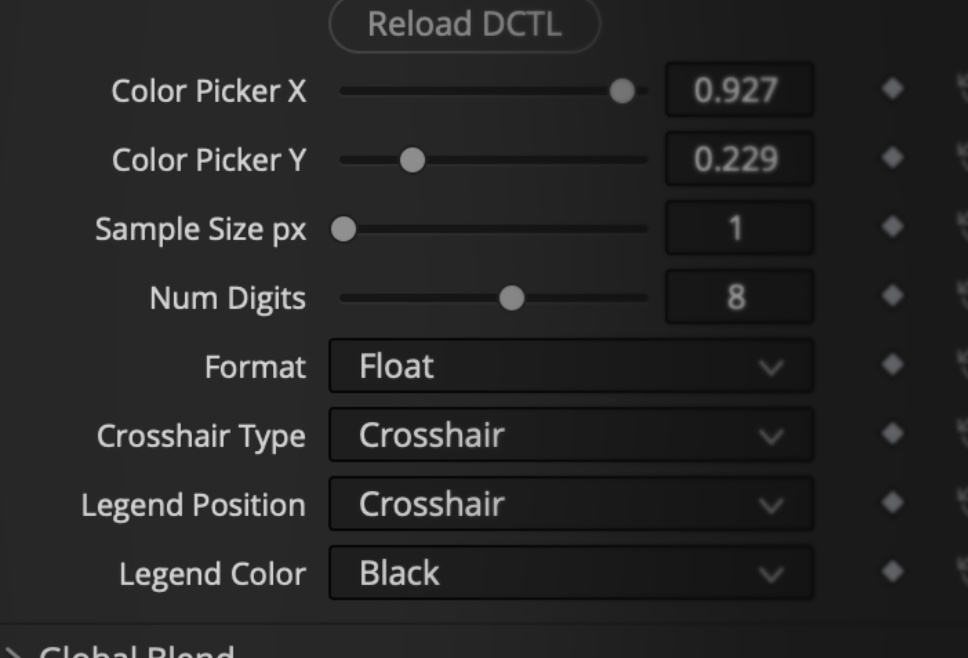 Reload DCTL
Color Picker X 0.927
Color Picker Y 0.229
Sample Size px 1
Num Digits 8
Format Float
Crosshair Type Crosshair
Legend Position Crosshair
Legend Color Black
Global Blend